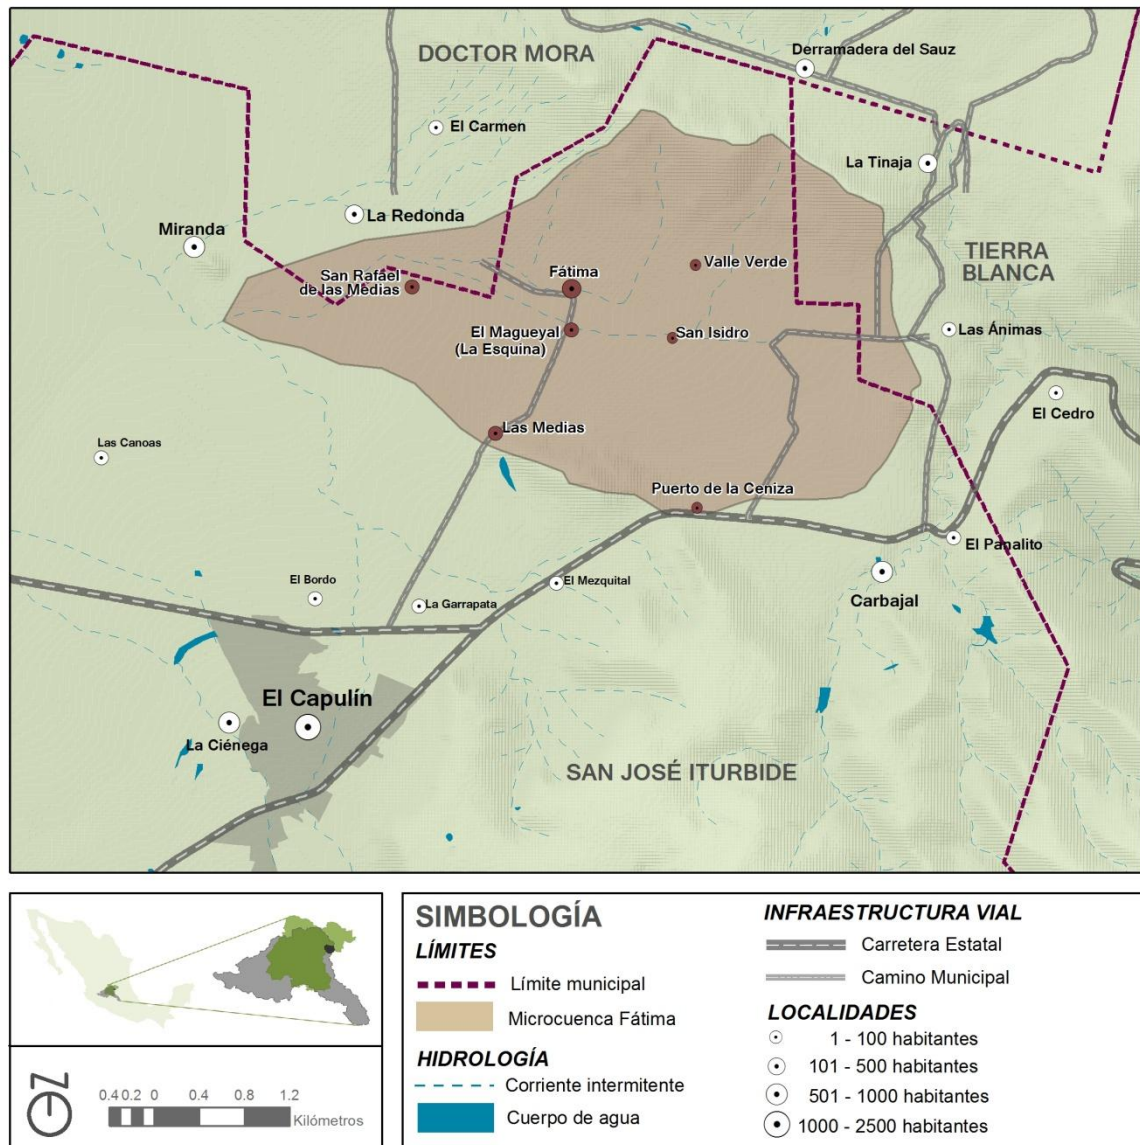 DOCTOR MORA
Derramadera del Sauz
El Carmen
La Tinaja
La Redonda
Miranda
TIERRA
BLANCA
Valle Verde
San Rafael
de las Medias
Fátima
El Magueyal
(La Esquina)
San Isidro
Las Ánimas
El Cedro
Las Medias
Las Canoas
Puerto de la Ceniza
El Panalito
El Bordo
La Garrapata
El Mezquital
Carbajal
El Capulín
La Ciénega
SAN JOSÉ ITURBIDE
N
0.4 0.2 0 0.4 0.8 1.2
Kilómetros
SIMBOLOGÍA
LÍMITES
Límite municipal
Microcuenca Fátima
HIDROLOGÍA
Corriente intermitente
Cuerpo de agua
INFRAESTRUCTURA VIAL
Carretera Estatal
Camino Municipal
LOCALIDADES
1 - 100 habitantes
101 - 500 habitantes
501 - 1000 habitantes
1000 - 2500 habitantes